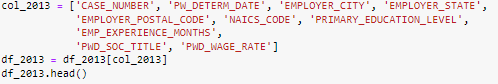 col_2013 = ['CASE_NUMBER', 'PW_DETERM_DATE', 'EMPLOYER_CITY', 'EMPLOYER_STATE',
'EMPLOYER_POSTAL_CODE', 'NAICS_CODE', 'PRIMARY_EDUCATION_LEVEL',
'EMP_EXPERIENCE_MONTHS',
'PWD_SOC_TITLE', 'PWD_WAGE_RATE']
df_2013 = df_2013[col_2013]
df_2013.head()